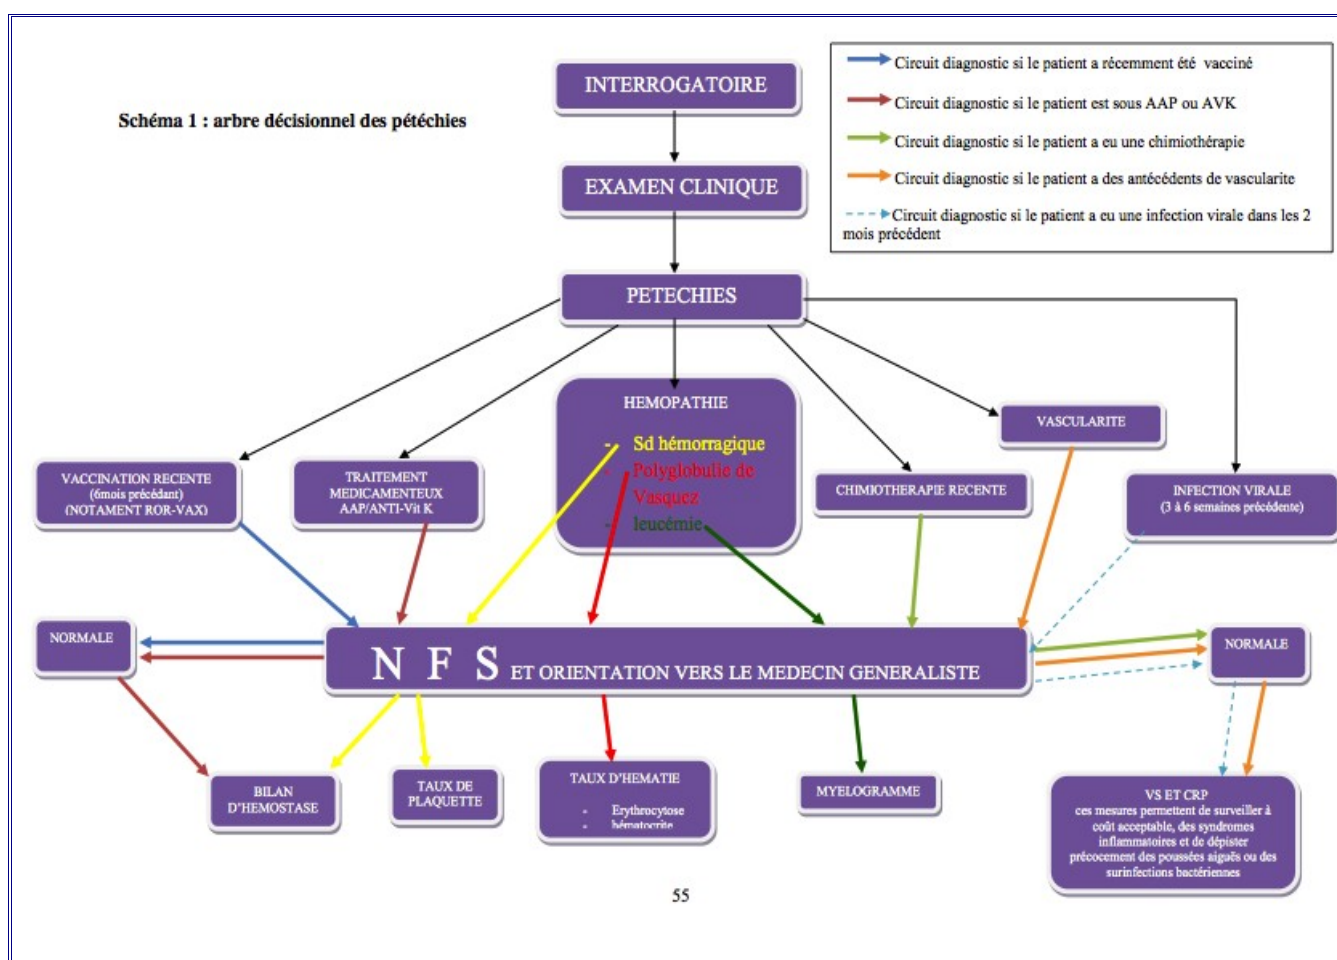 Schéma 1 : arbre décisionnel des pétéchies
INTERROGATOIRE
EXAMEN CLINIQUE
PETECHIES
Circuit diagnostic si le patient a récemment été vacciné
Circuit diagnostic si le patient est sous AAP ou AVK
Circuit diagnostic si le patient a eu une chimiothérapie
Circuit diagnostic si le patient a des antécédents de vascularite
Circuit diagnostic si le patient a eu une infection virale dans les 2
mois précédent
VACCINATION RECENTE
(6mois précédant)
(NOTAMENT ROR-VAX)
TRAITEMENT
MEDICAMENTEUX
AAP/ANTI-Vit K
HEMOPATHIE
- Sd hémorragique
- Polyglobulie de
Vasquez
- leucémie
CHIMIOTHERAPIE RECENTE
VASCULARITE
INFECTION VIRALE
(3 à 6 semaines précédente)
NORMALE
N F S ET ORIENTATION VERS LE MEDECIN GENERALISTE
NORMALE
BILAN
D'HEMOSTASE
TAUX DE
PLAQUETTE
TAUX D'HEMATIE
- Erythrocytose
- hématocrite
MYELOGRAMME
VS ET CRP
ces mesures permettent de surveiller à
coût acceptable, des syndromes
inflammatoires et de dépister
précocement des poussées aiguës ou des
surinfections bactériennes
55